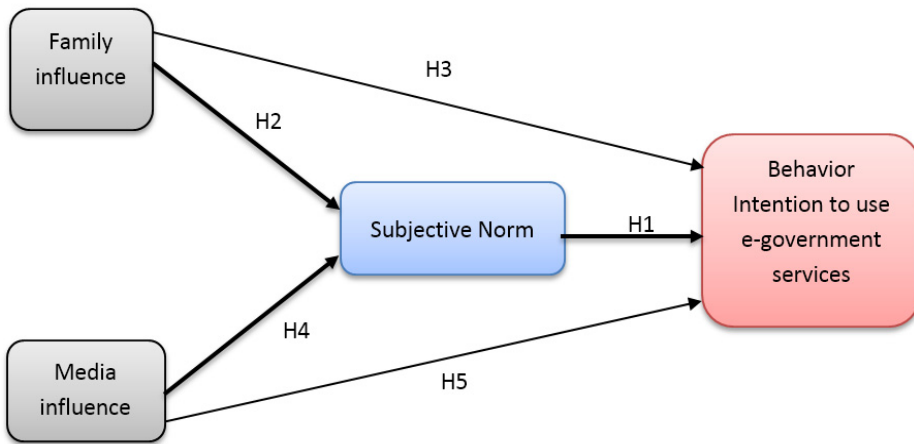 Family
influence
H3
H2
Behavior
Intention to use
e-government
services
Subjective Norm
H1
H4
Media
influence
H5